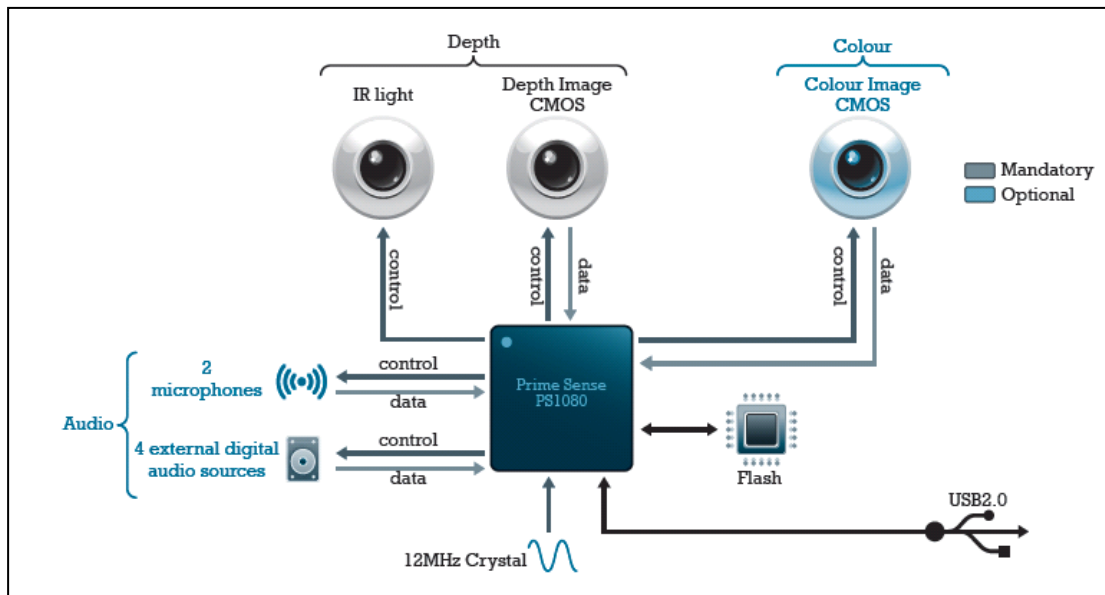 Depth
Colour
IR light
Depth Image
CMOS
Colour Image
CMOS
Mandatory
Optional
control
control
data
control
data
2
microphones
control
data
Prime Sense
PS1080
Audio
4 external digital
audio sources
control
data
Flash
USB2.0
12MHz Crystal